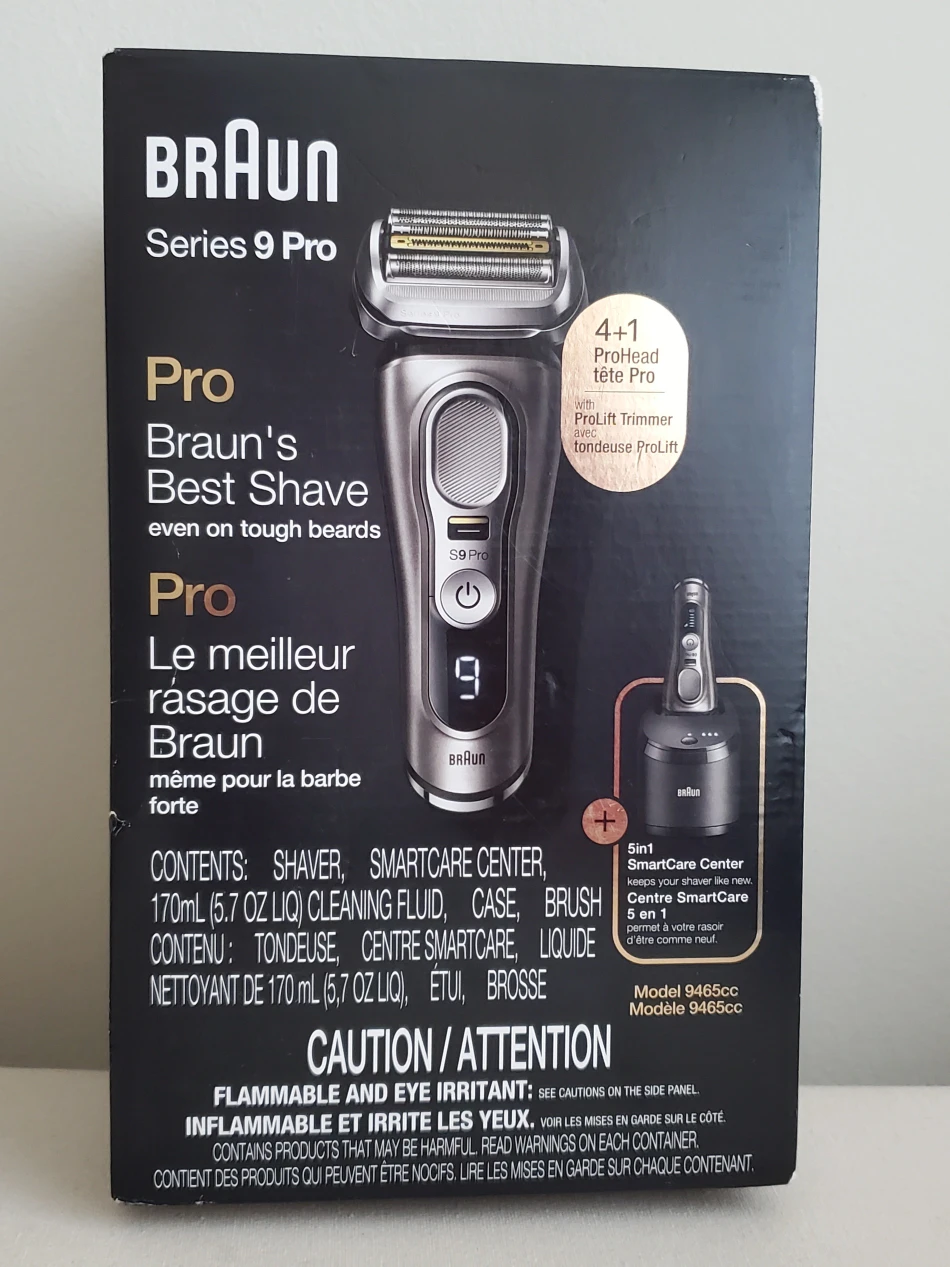 BRAUN
Series 9 Pro
4+1
ProHead
tête Pro
with
ProLift Trimmer
avec
tondeuse ProLift
Pro
Braun's
Best Shave
even on tough beards
Pro
Le meilleur
rasage de
Braun
même pour la barbe
forte
S9 Pro
9
BRAUN
BRAUN
+
5in1
SmartCare Center
keeps your shaver like new.
Centre SmartCare
5 en 1
permet à votre rasoir
d'être comme neuf.
CONTENTS: SHAVER, SMARTCARE CENTER,
170mL (5.7 OZ LIQ) CLEANING FLUID, CASE, BRUSH
CONTENU : TONDEUSE, CENTRE SMARTCARE, LIQUIDE
NETTOYANT DE 170 mL (5,7 OZ LIQ), ÉTUI, BROSSE
Model 9465cc
Modèle 9465cc
CAUTION / ATTENTION
FLAMMABLE AND EYE IRRITANT: SEE CAUTIONS ON THE SIDE PANEL.
INFLAMMABLE ET IRRITE LES YEUX. VOIR LES MISES EN GARDE SUR LE CÔTÉ.
CONTAINS PRODUCTS THAT MAY BE HARMFUL. READ WARNINGS ON EACH CONTAINER.
CONTIENT DES PRODUITS QUI PEUVENT ÊTRE NOCIFS. LIRE LES MISES EN GARDE SUR CHAQUE CONTENANT.